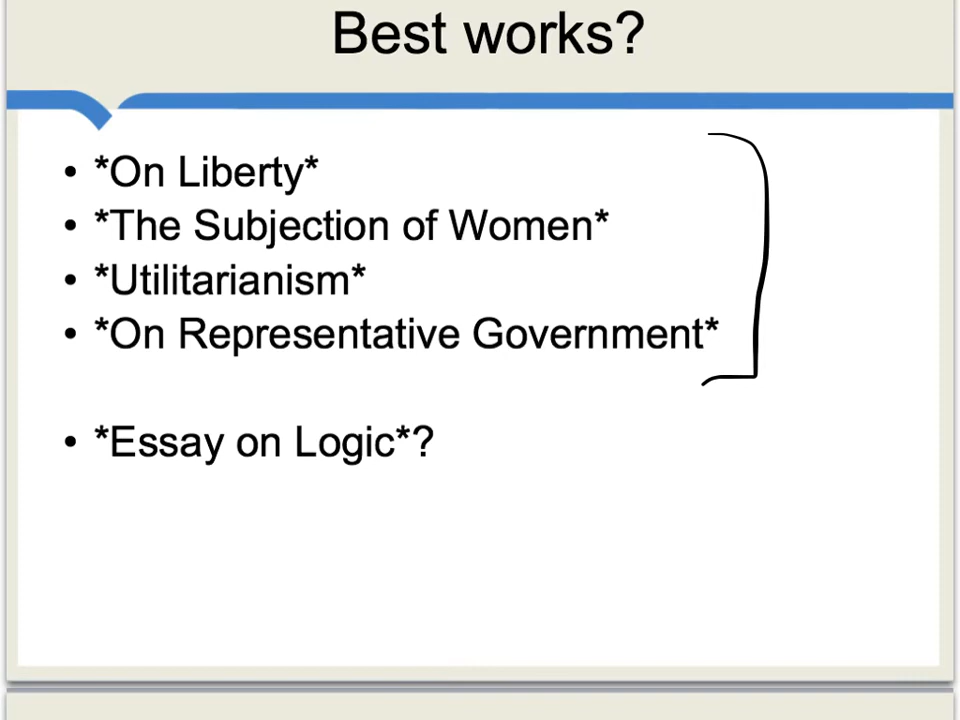 Best works?
• *On Liberty*
• *The Subjection of Women*
• *Utilitarianism*
• *On Representative Government*
• *Essay on Logic*?